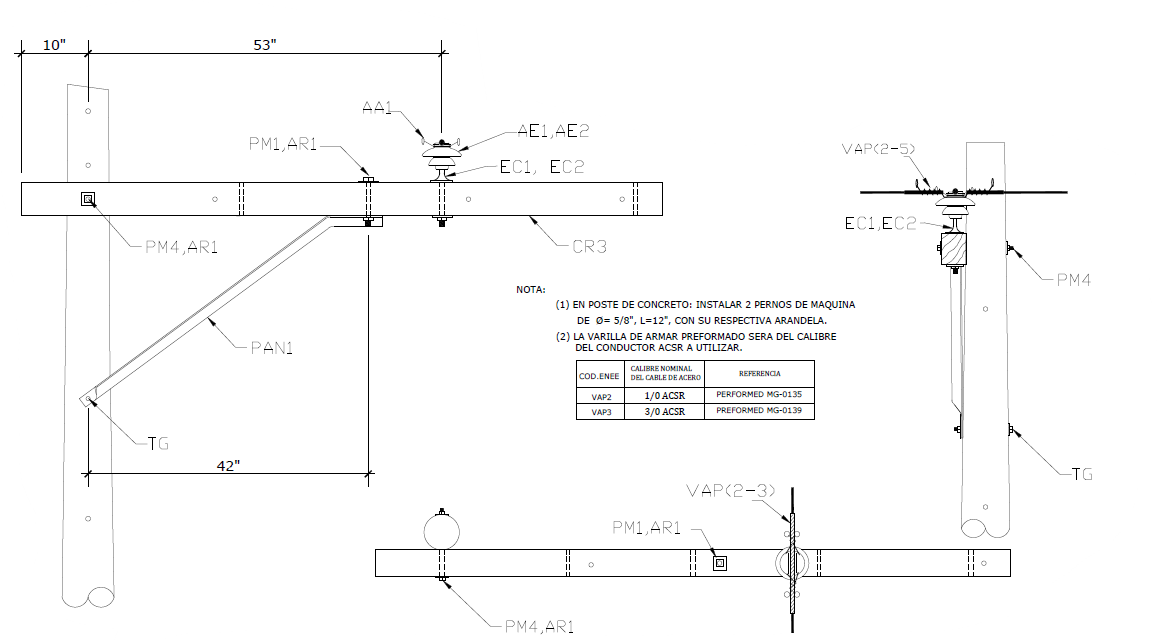 10"
53"
AA1
AE1,AE2
PM1,AR1
EC1, EC2
VAP(2-5)
EC1,EC2
PM4,AR1
CR3
PM4
NOTA:
(1) EN POSTE DE CONCRETO: INSTALAR 2 PERNOS DE MAQUINA
DE Ø= 5/8", L=12", CON SU RESPECTIVA ARANDELA.
(2) LA VARILLA DE ARMAR PREFORMADO SERA DEL CALIBRE
DEL CONDUCTOR ACSR A UTILIZAR.
PAN1
COD.ENEE
CALIBRE NOMINAL
DEL CABLE DE ACERO
REFERENCIA
VAP2
1/0 ACSR
PERFORMED MG-0135
VAP3
3/0 ACSR
PREFORMED MG-0139
TG
42"
TG
VAP(2-3)
PM1,AR1
PM4,AR1